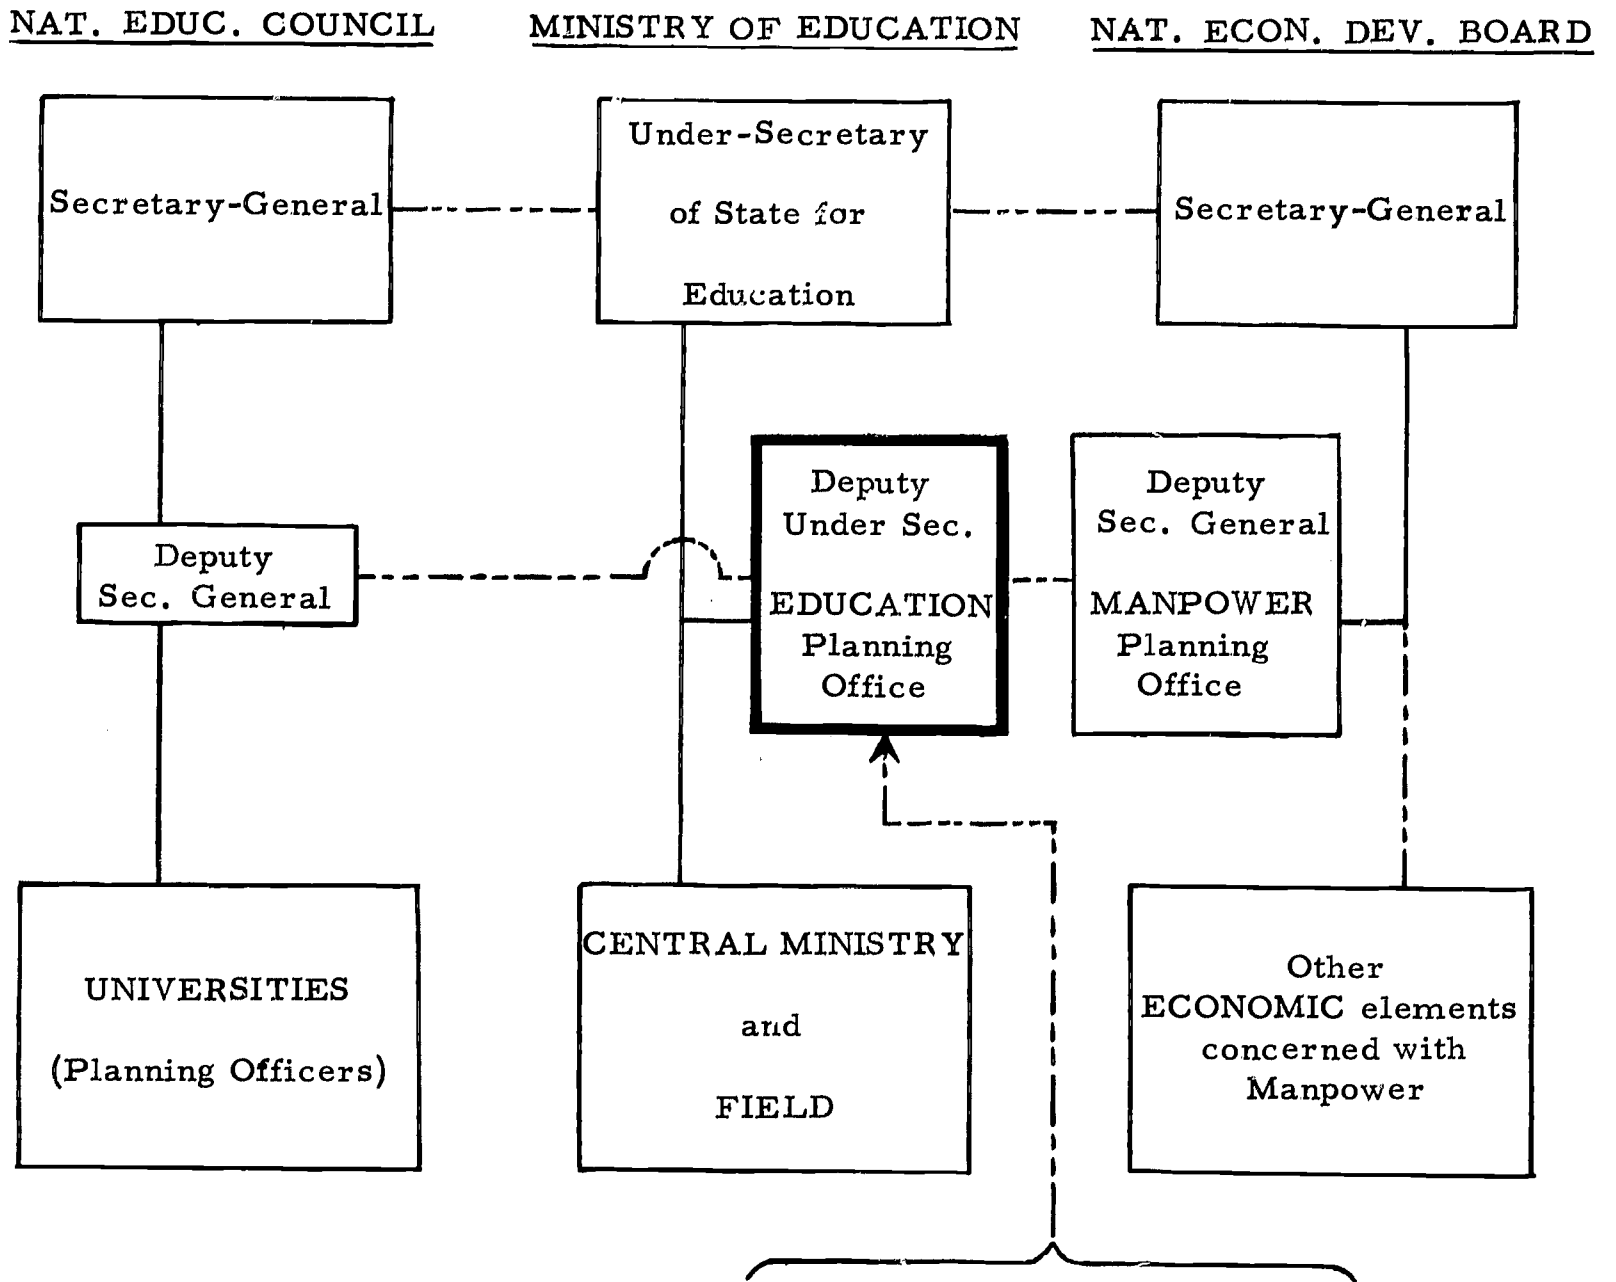 NAT. EDUC. COUNCIL
MINISTRY OF EDUCATION
NAT. ECON. DEV. BOARD
Secretary-General
Under-Secretary
of State for
Education
Secretary-General
Deputy
Sec. General
Deputy
Under Sec.
EDUCATION
Planning
Office
Deputy
Sec. General
MANPOWER
Planning
Office
UNIVERSITIES
(Planning Officers)
CENTRAL MINISTRY
and
FIELD
Other
ECONOMIC elements
concerned with
Manpower